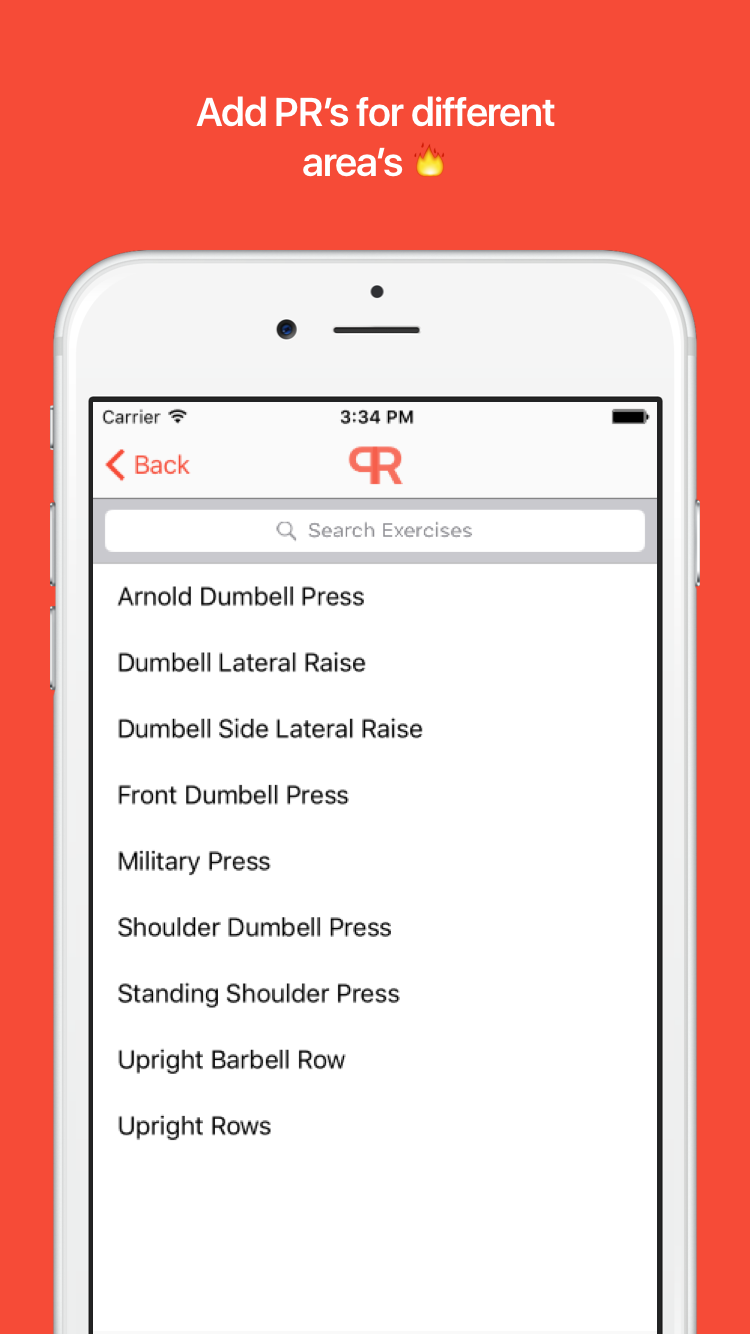 Add PR’s for different
area’s 🔥
Carrier 3:34 PM
Back PR
Search Exercises
Arnold Dumbell Press
Dumbell Lateral Raise
Dumbell Side Lateral Raise
Front Dumbell Press
Military Press
Shoulder Dumbell Press
Standing Shoulder Press
Upright Barbell Row
Upright Rows